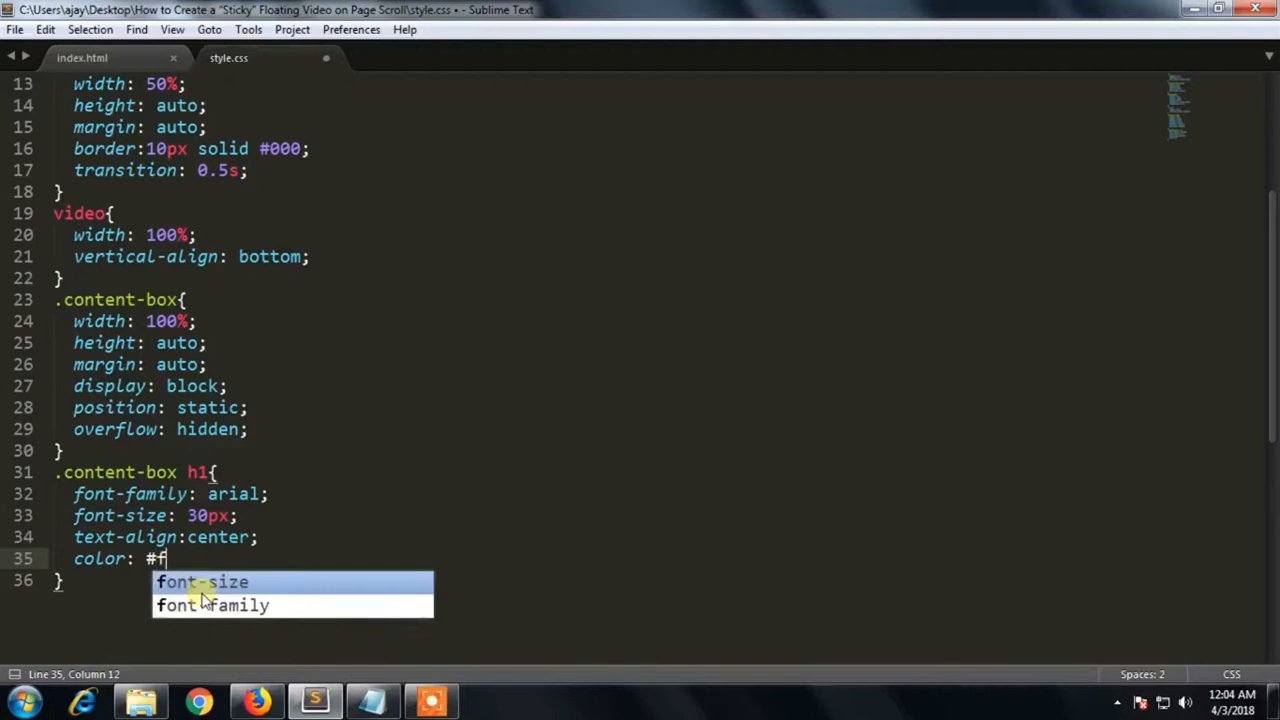 C:\Users\ajay\Desktop\How to Create a "Sticky" Floating Video on Page Scroll\style.css • - Sublime Text
File Edit Selection Find View Goto Tools Project Preferences Help
index.html style.css
13 width: 50%;
14 height: auto;
15 margin: auto;
16 border:10px solid #000;
17 transition: 0.5s;
18 }
19 video{
20 width: 100%;
21 vertical-align: bottom;
22 }
23 .content-box{
24 width: 100%;
25 height: auto;
26 margin: auto;
27 display: block;
28 position: static;
29 overflow: hidden;
30 }
31 .content-box h1{
32 font-family: arial;
33 font-size: 30px;
34 text-align:center;
35 color: #f
36 }
font-size
font-family
Line 35, Column 12 Spaces: 2 CSS
12:04 AM
4/3/2018